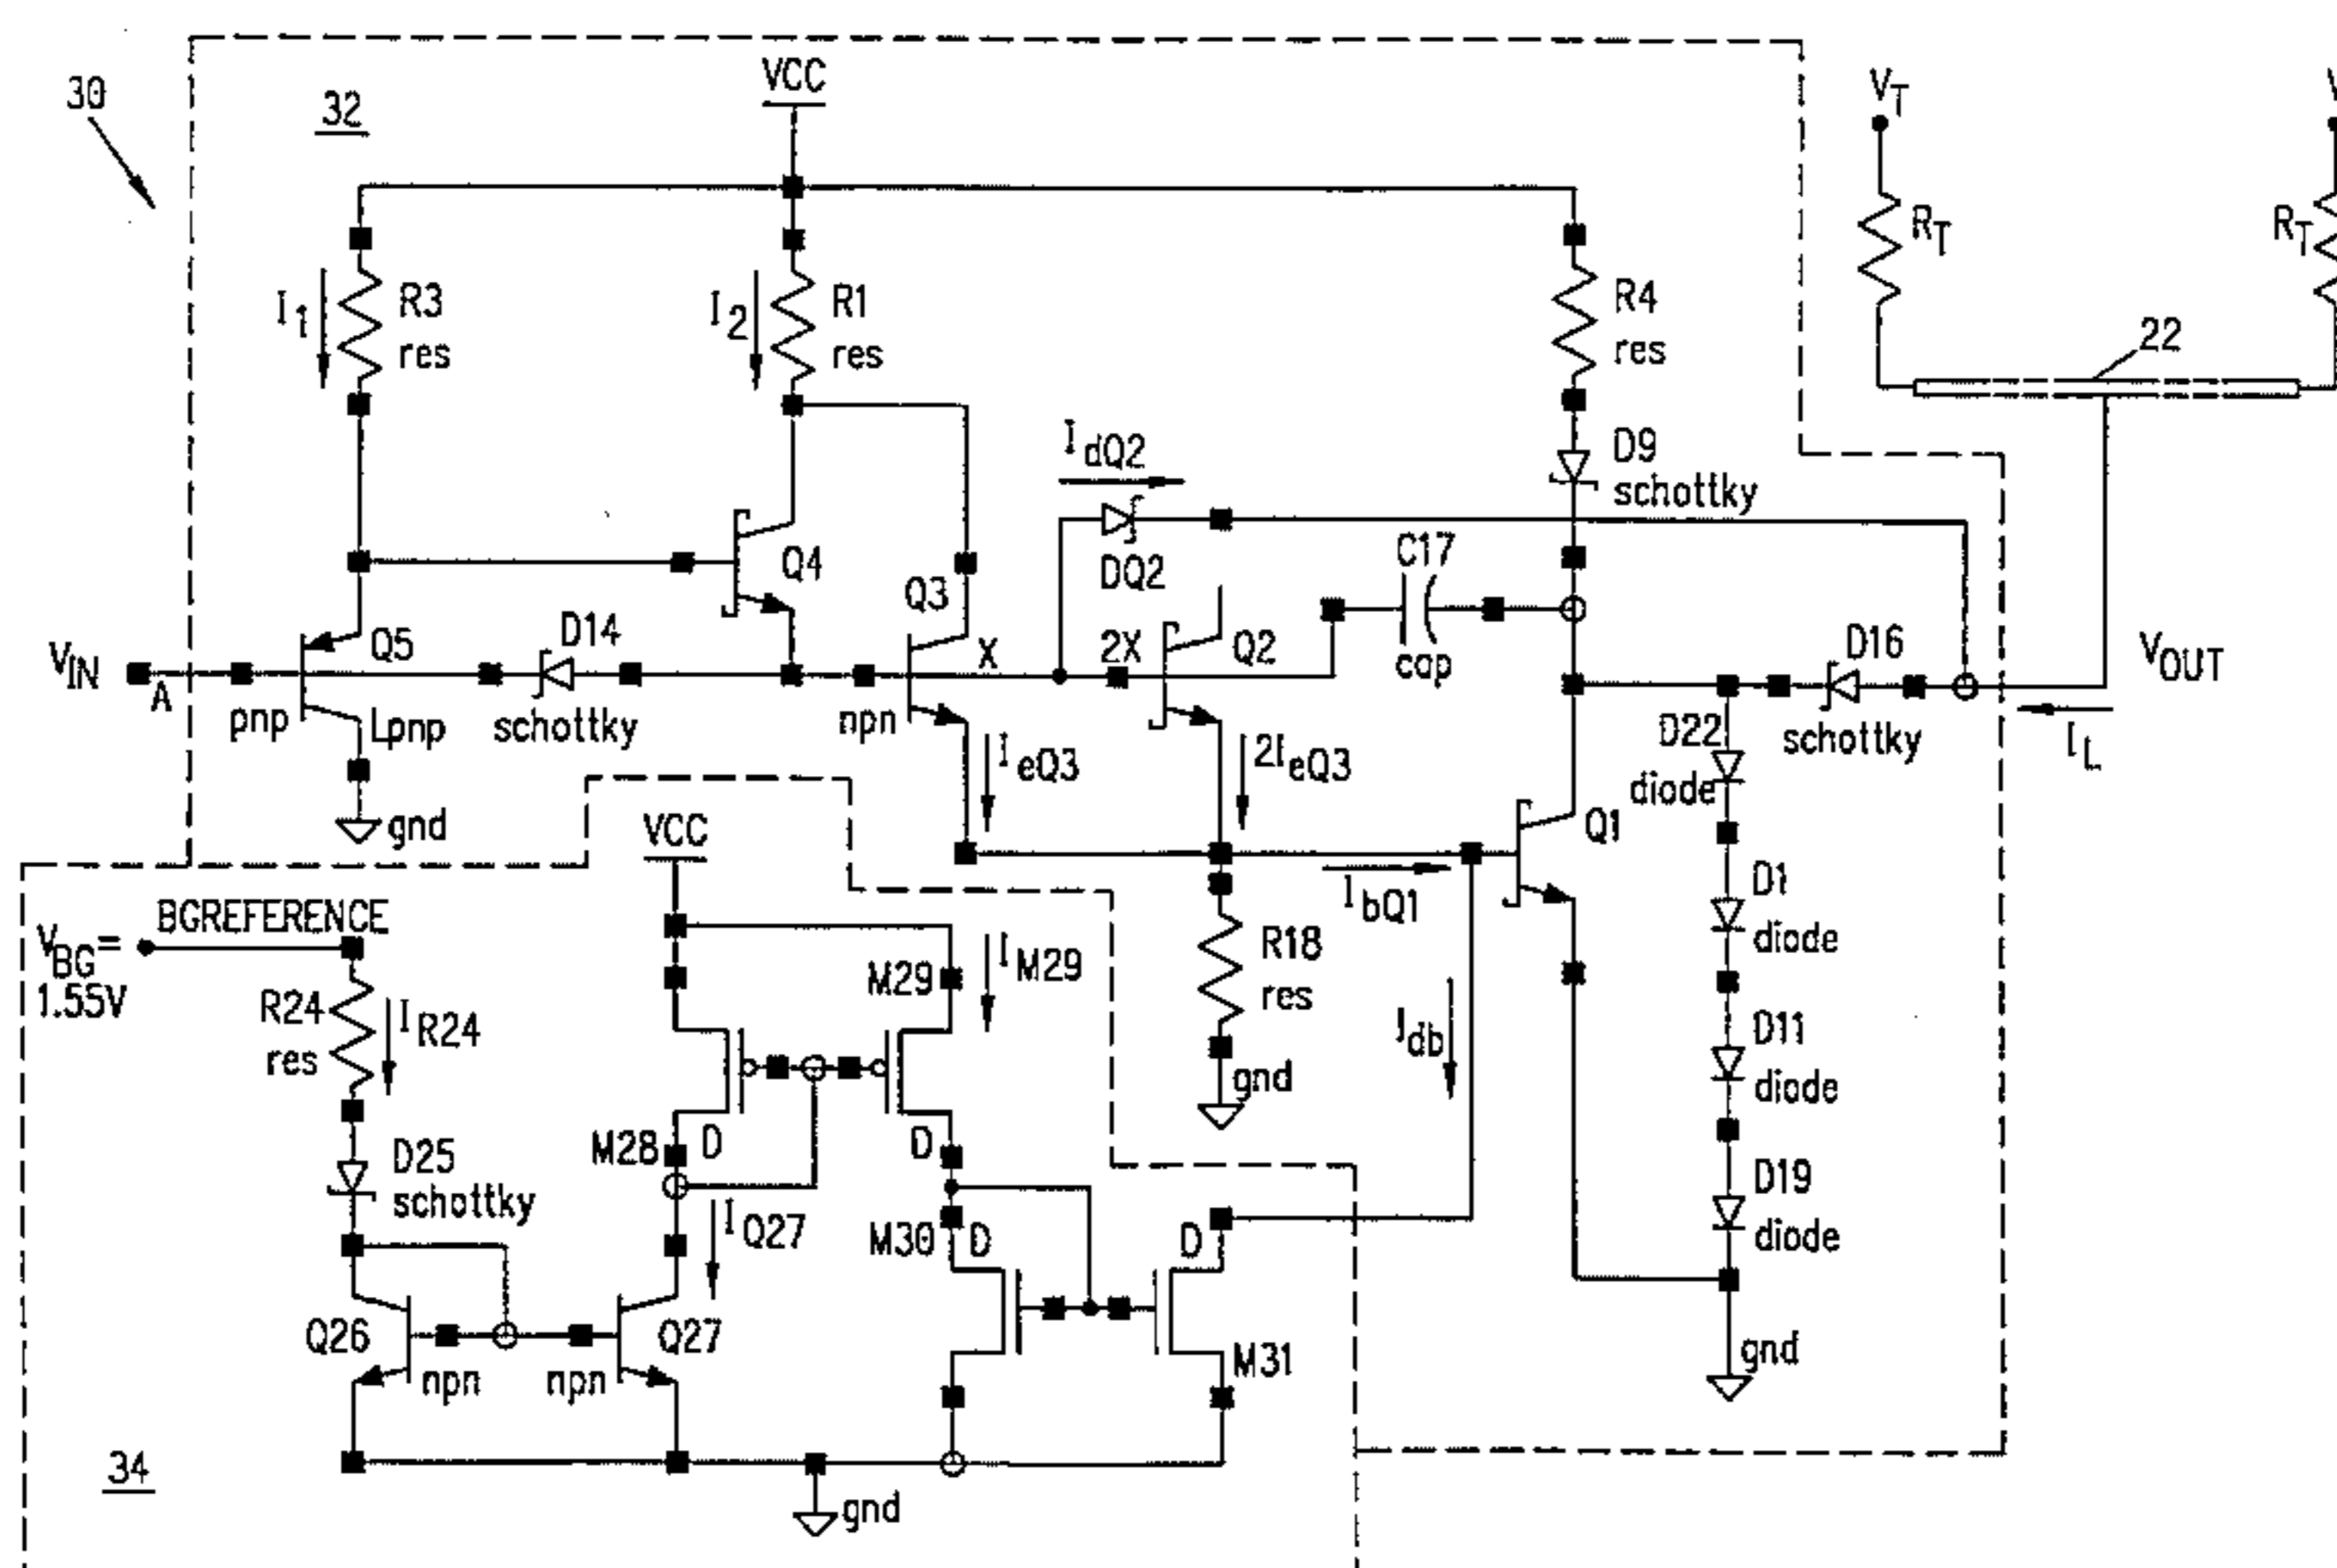 30
32
VCC
VT
V
I1
R3
res
I2
R1
res
R4
res
RT
RT
22
IdQ2
D9
schottky
DQ2
C17
cap
Q4
Q3
X
2X
Q2
VIN
A
Q5
pnp
Lpnp
D14
schottky
npn
D16
schottky
VOUT
IL
gnd
IeQ3
2IeQ3
D22
diode
Q1
VCC
IbQ1
D1
diode
VBG=
1.55V
BGREFERENCE
R24
res
IR24
M29
IM29
R18
res
gnd
Idb
D11
diode
D25
schottky
M28
D
D
D19
diode
IQ27
M30
D
D
Q26
npn
npn
Q27
M31
gnd
34
gnd